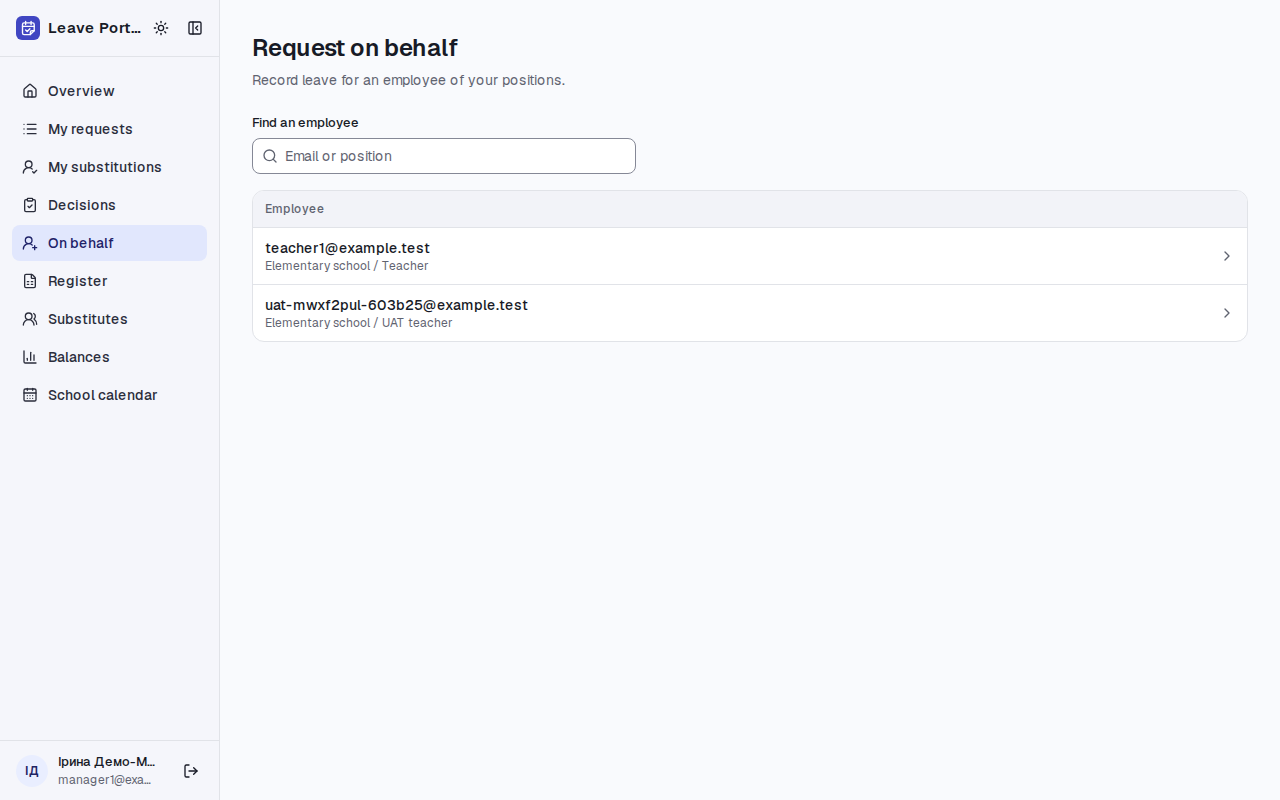 Leave Port...
Overview
My requests
My substitutions
Decisions
On behalf
Register
Substitutes
Balances
School calendar
ІД
Ірина Демо-М...
manager1@exa...
Request on behalf
Record leave for an employee of your positions.
Find an employee
Email or position
Employee
teacher1@example.test
Elementary school / Teacher
uat-mwxf2pul-603b25@example.test
Elementary school / UAT teacher